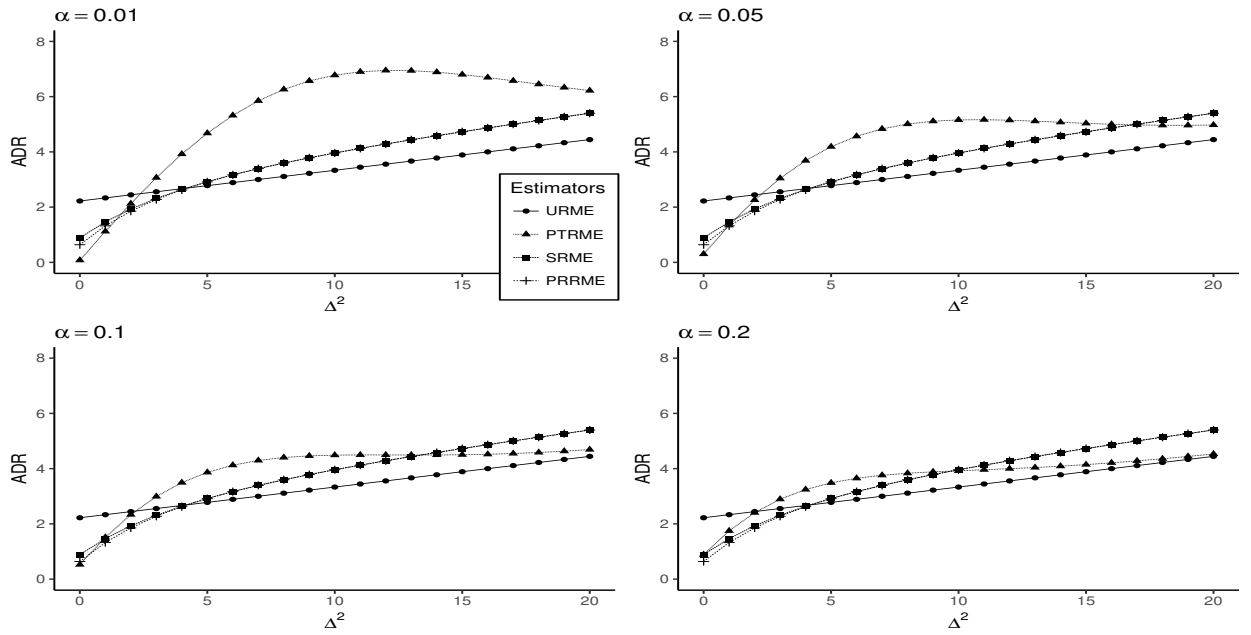 α = 0.01
8
6
4
2
0
ADR
0
5
10
15
Δ²
Estimators
URME
PTRME
SRME
PRRME
α = 0.05
8
6
4
2
0
ADR
0
5
10
15
20
Δ²
α = 0.1
8
6
4
2
0
ADR
0
5
10
15
20
Δ²
α = 0.2
8
6
4
2
0
ADR
0
5
10
15
20
Δ²